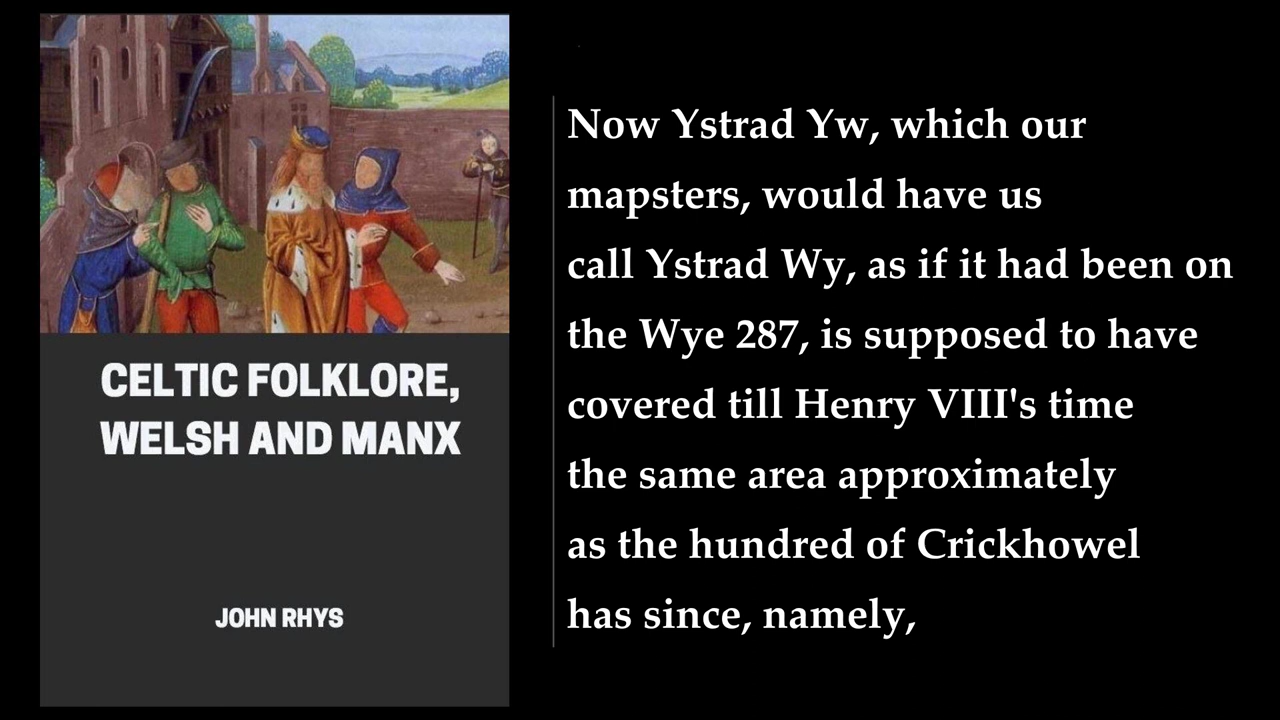 CELTIC FOLKLORE,
WELSH AND MANX
JOHN RHYS
Now Ystrad Yw, which our
mapsters, would have us
call Ystrad Wy, as if it had been on
the Wye 287, is supposed to have
covered till Henry VIII's time
the same area approximately
as the hundred of Crickhowel
has since, namely,